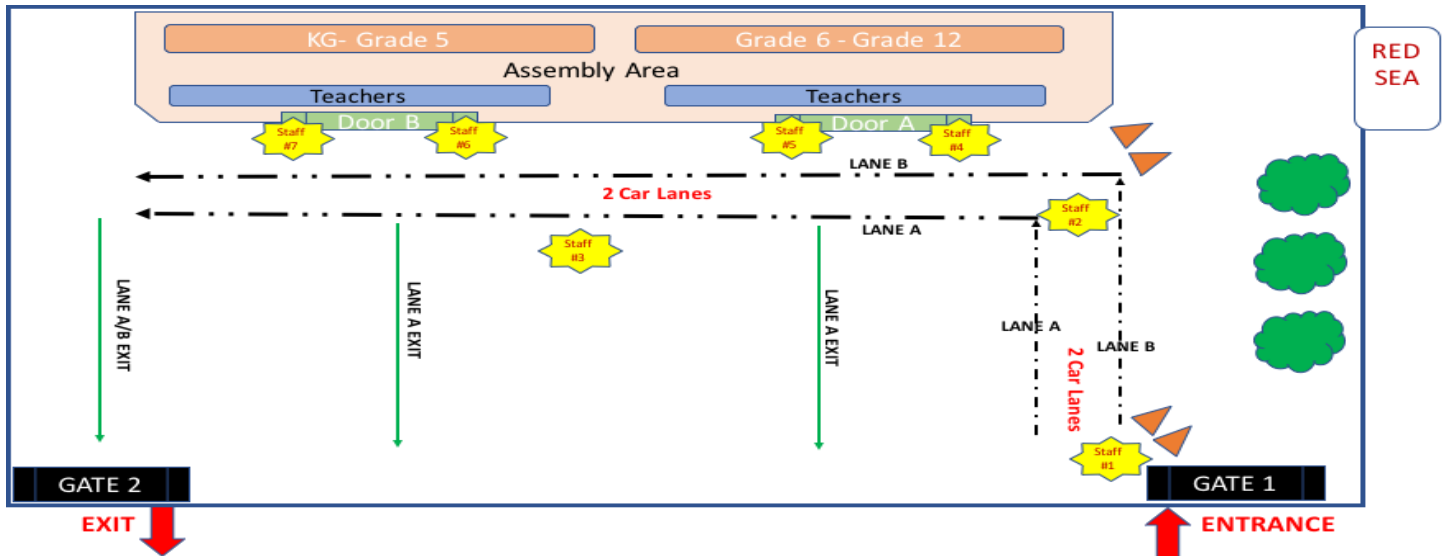 KG- Grade 5
Grade 6 - Grade 12
RED
SEA
Assembly Area
Teachers
Teachers
Door B
Door A
Staff
#7
Staff
#6
Staff
#5
Staff
#4
LANE B
2 Car Lanes
Staff
#2
LANE A
Staff
#3
LANE A/B EXIT
LANE A EXIT
LANE A EXIT
LANE A
LANE B
2 Car Lanes
Staff
#1
GATE 2
GATE 1
EXIT
ENTRANCE